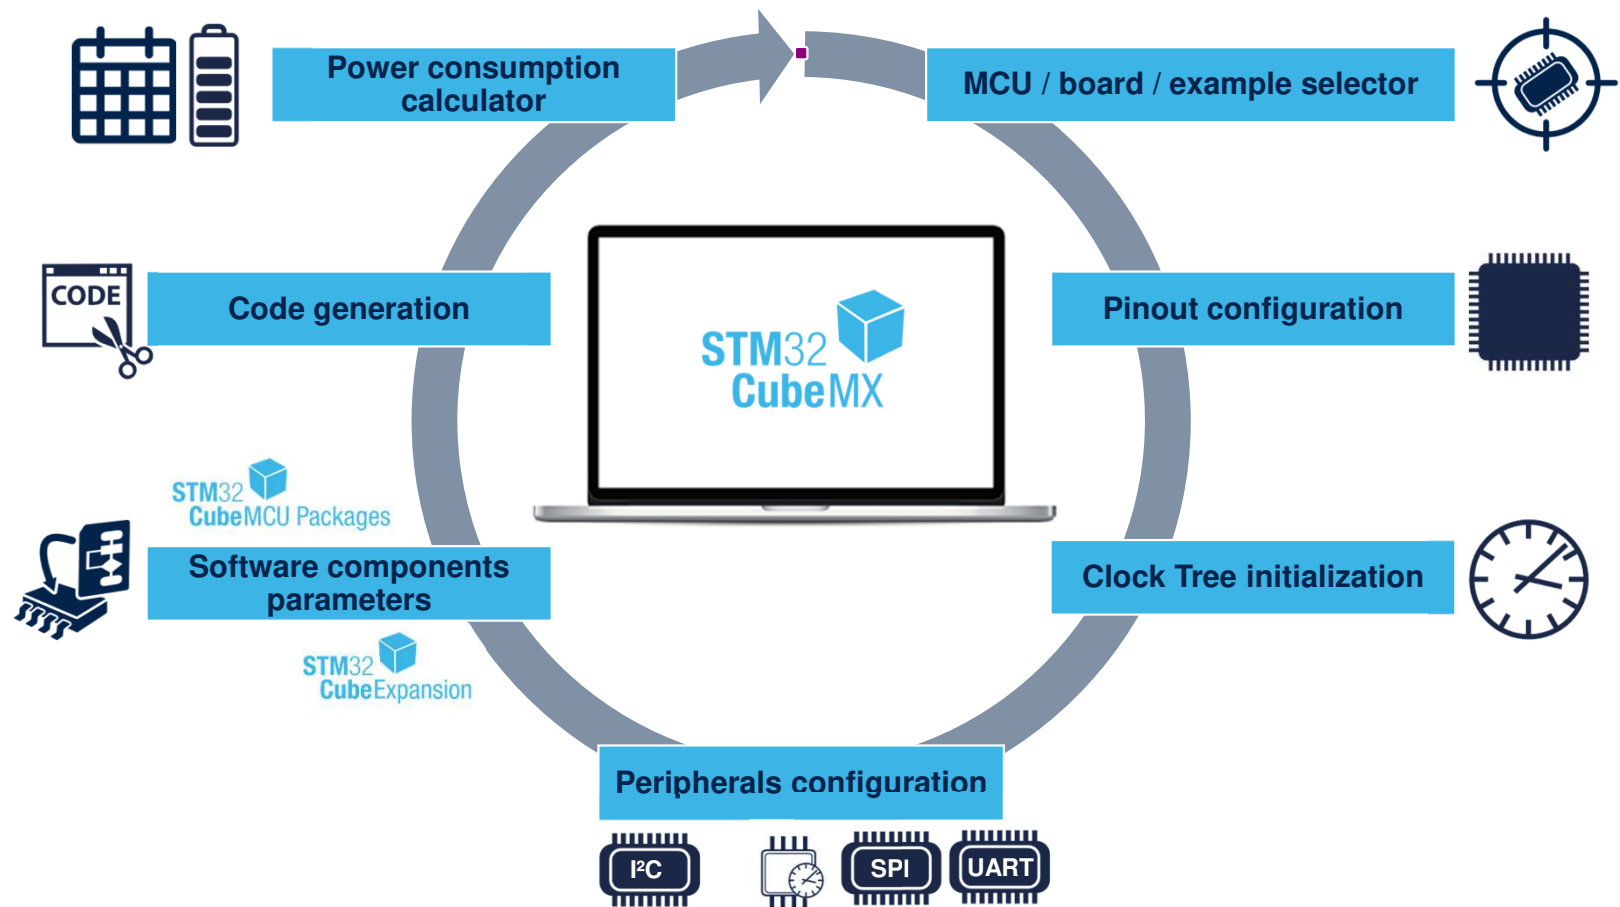 Power consumption
calculator
MCU / board / example selector
CODE
Code generation
STM32
CubeMX
Pinout configuration
STM32
CubeMCU Packages
Software components
parameters
Clock Tree initialization
STM32
CubeExpansion
Peripherals configuration
I²C
SPI
UART